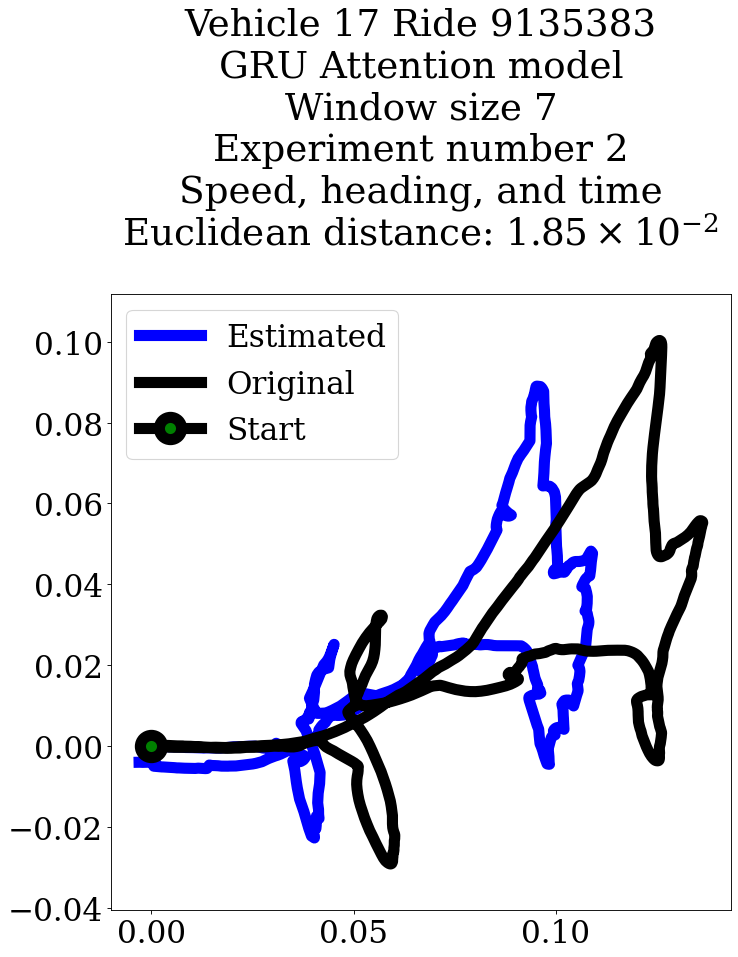 Vehicle 17 Ride 9135383
GRU Attention model
Window size 7
Experiment number 2
Speed, heading, and time
Euclidean distance: 1.85 × 10⁻²
Estimated
Original
Start
0.10
0.08
0.06
0.04
0.02
0.00
−0.02
−0.04
0.00 0.05 0.10